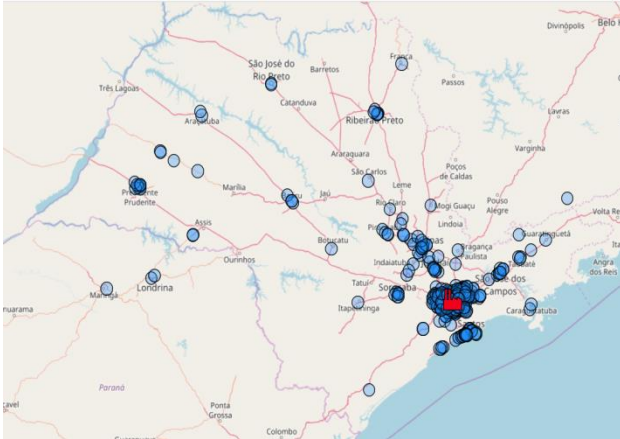 Divinópolis
Belo H
São José do
Rio Preto
Barretos
Franca
Passos
Três Lagoas
Catanduva
Lavras
Araçatuba
Ribeirão Preto
Varginha
Araraquara
São Carlos
Poços
de Caldas
Leme
Presidente
Prudente
Marília
Jaú
Rio Claro
Mogi Guaçu
Pouso
Alegre
Lindoia
Volta Re
Assis
Guaratinguetá
Botucatu
Bragança
Paulista
Ourinhos
Indaiatuba
Angra
dos Reis
Tatuí
Campos
Londrina
Maringá
Itapetininga
Caraguatatuba
Paraná
Ponta
Grossa
Colombo